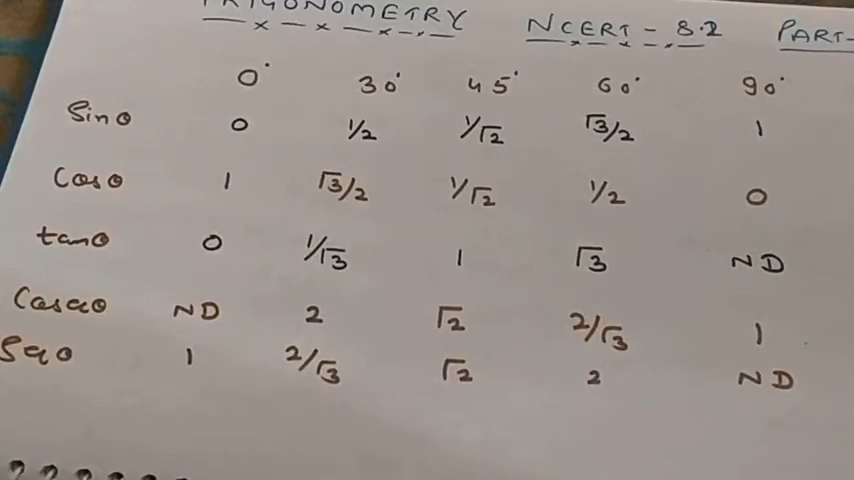 TRIGONOMETRY NCERT - 8.2 PART-
0° 30° 45° 60° 90°
Sinθ 0 1/2 1/√2 √3/2 1
Cosθ 1 √3/2 1/√2 1/2 0
tanθ 0 1/√3 1 √3 ND
Cosecθ ND 2 √2 2/√3 1
Secθ 1 2/√3 √2 2 ND